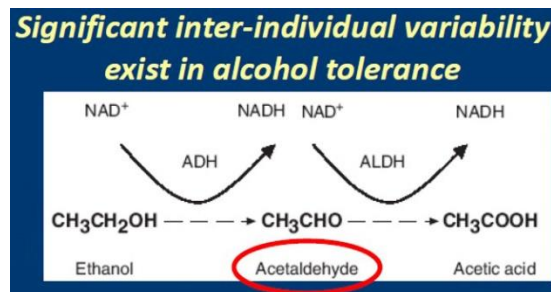 Significant inter-individual variability
exist in alcohol tolerance
NAD⁺ NADH NAD⁺ NADH
ADH ALDH
CH₃CH₂OH CH₃CHO CH₃COOH
Ethanol Acetaldehyde Acetic acid